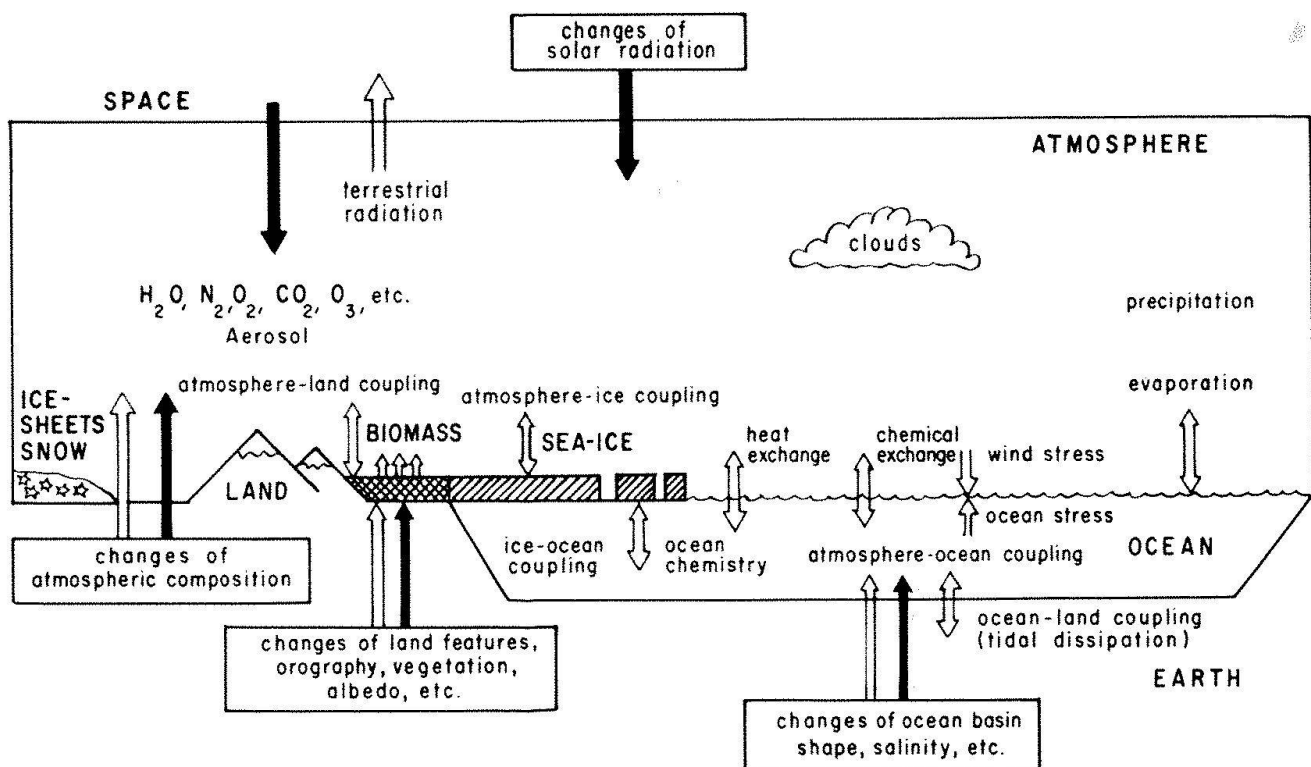 changes of
solar radiation
SPACE
ATMOSPHERE
terrestrial
radiation
clouds
H₂O, N₂,O₂, CO₂, O₃, etc.
Aerosol
precipitation
atmosphere-land coupling
atmosphere-ice coupling
evaporation
ICE-
SHEETS
SNOW
BIOMASS
SEA-ICE
heat
exchange
chemical
exchange
wind stress
LAND
ocean stress
changes of
atmospheric composition
ice-ocean
coupling
ocean
chemistry
atmosphere-ocean coupling
OCEAN
changes of land features,
orography, vegetation,
albedo, etc.
ocean-land coupling
(tidal dissipation)
EARTH
changes of ocean basin
shape, salinity, etc.